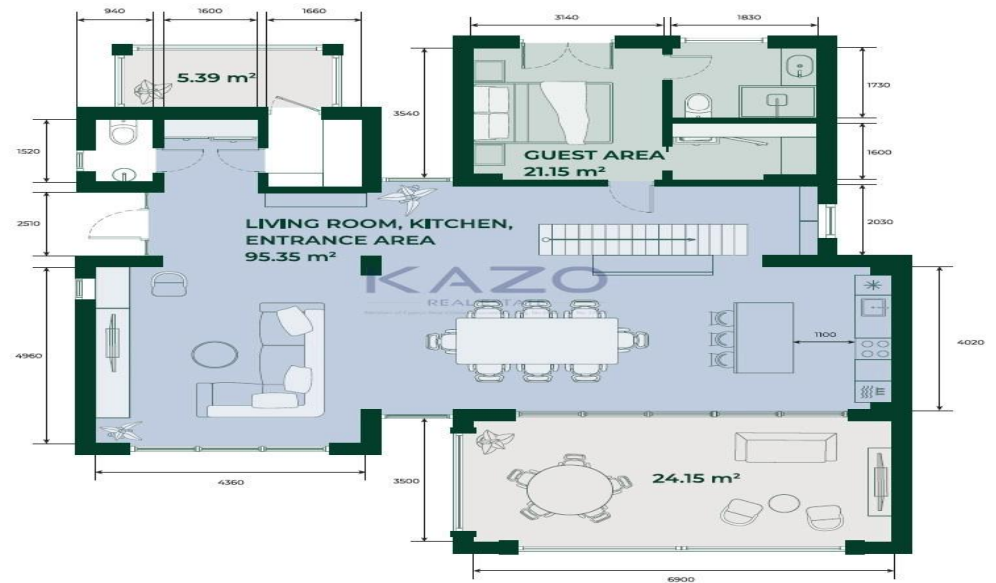 940
1600
1660
3140
1830
5.39 m²
3540
1730
1520
1600
GUEST AREA
21.15 m²
2510
2030
LIVING ROOM, KITCHEN,
ENTRANCE AREA
95.35 m²
KAZO
REAL ESTATE
1100
4960
4020
4360
3500
24.15 m²
6900